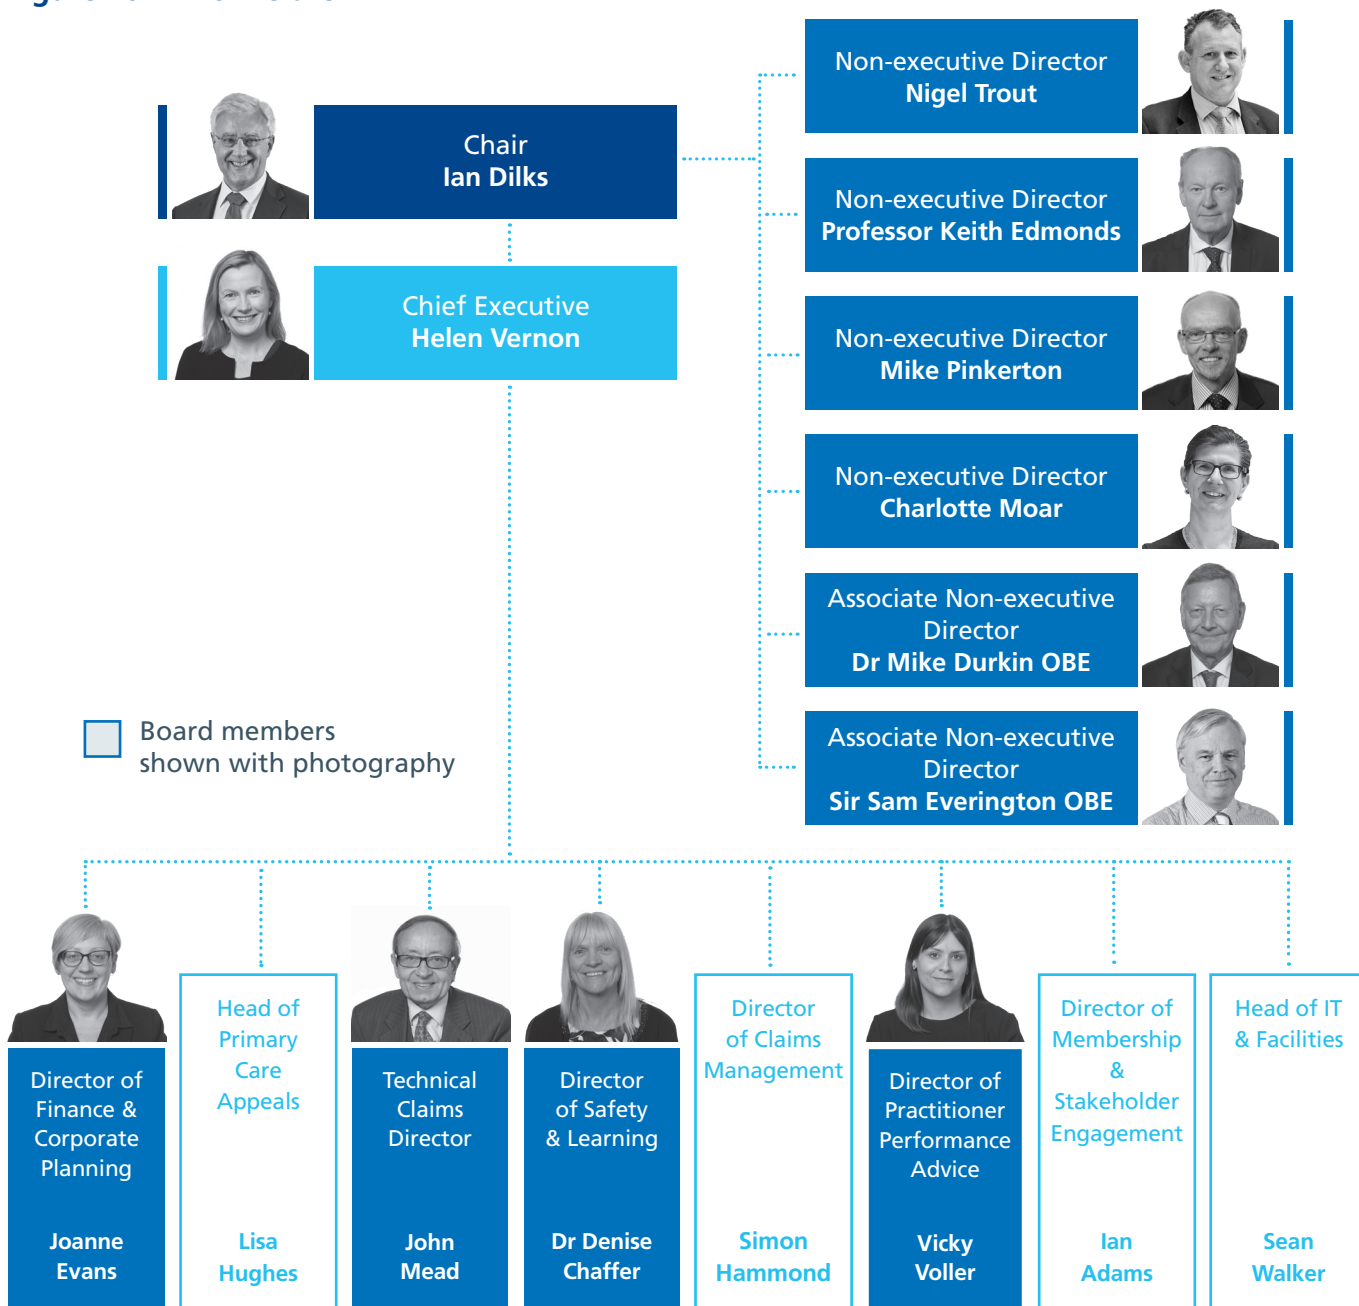 Chair
Ian Dilks
Chief Executive
Helen Vernon
Non-executive Director
Nigel Trout
Non-executive Director
Professor Keith Edmonds
Non-executive Director
Mike Pinkerton
Non-executive Director
Charlotte Moar
Associate Non-executive
Director
Dr Mike Durkin OBE
Associate Non-executive
Director
Sir Sam Everington OBE
Board members
shown with photography
Director of
Finance &
Corporate
Planning
Joanne
Evans
Head of
Primary
Care
Appeals
Lisa
Hughes
Technical
Claims
Director
John
Mead
Director
of Safety
& Learning
Dr Denise
Chaffer
Director
of Claims
Management
Simon
Hammond
Director of
Practitioner
Performance
Advice
Vicky
Voller
Director of
Membership
&
Stakeholder
Engagement
Ian
Adams
Head of IT
& Facilities
Sean
Walker